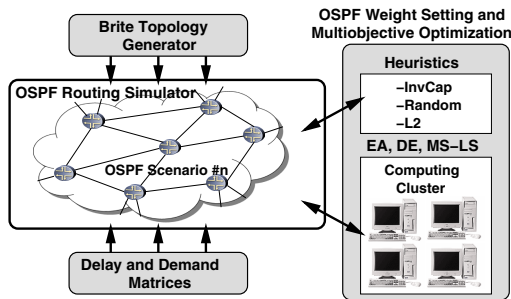 Brite Topology
Generator
OSPF Routing Simulator
OSPF Scenario #n
Delay and Demand
Matrices
OSPF Weight Setting and
Multiobjective Optimization
Heuristics
–InvCap
–Random
–L2
EA, DE, MS–LS
Computing
Cluster